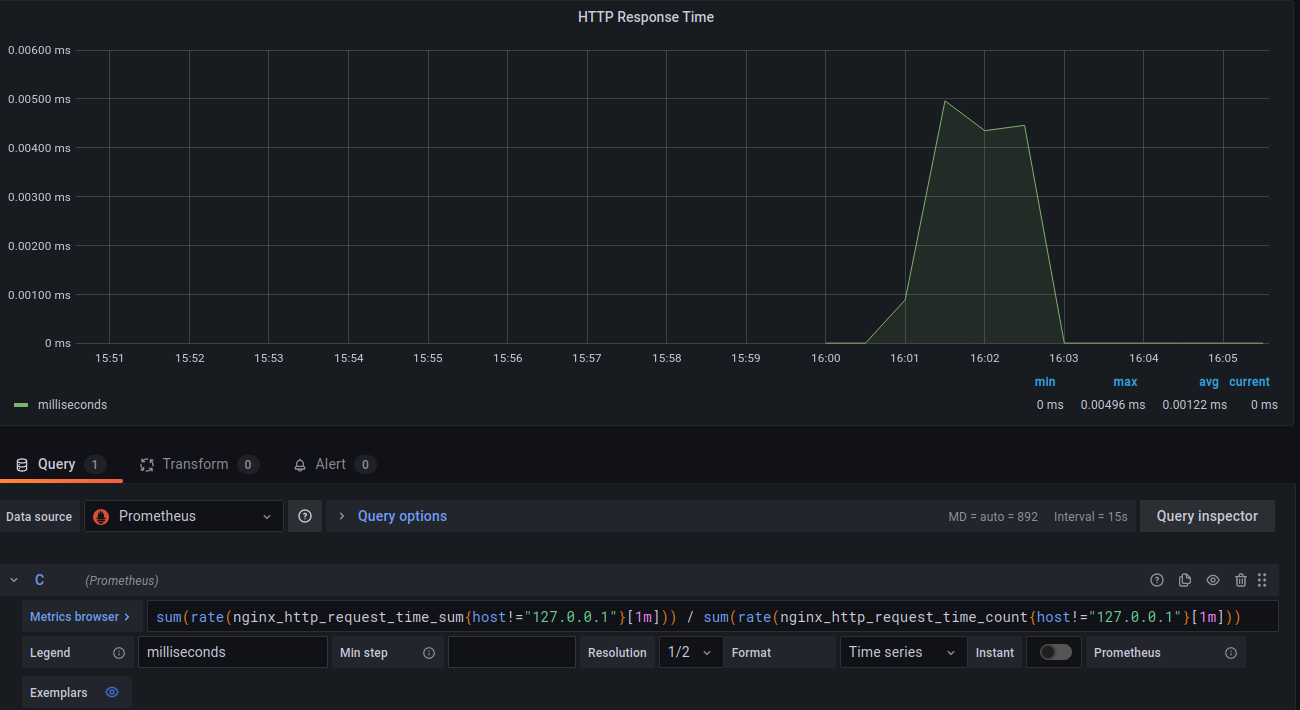 HTTP Response Time
0.00600 ms
0.00500 ms
0.00400 ms
0.00300 ms
0.00200 ms
0.00100 ms
0 ms
15:51 15:52 15:53 15:54 15:55 15:56 15:57 15:58 15:59 16:00 16:01 16:02 16:03 16:04 16:05
min max avg current
milliseconds 0 ms 0.00496 ms 0.00122 ms 0 ms
Query 1 Transform 0 Alert 0
Data source Prometheus Query options MD = auto = 892 Interval = 15s Query inspector
C (Prometheus)
Metrics browser > sum(rate(nginx_http_request_time_sum{host!="127.0.0.1"}[1m])) / sum(rate(nginx_http_request_time_count{host!="127.0.0.1"}[1m]))
Legend milliseconds Min step Resolution 1/2 Format Time series Instant Prometheus
Exemplars